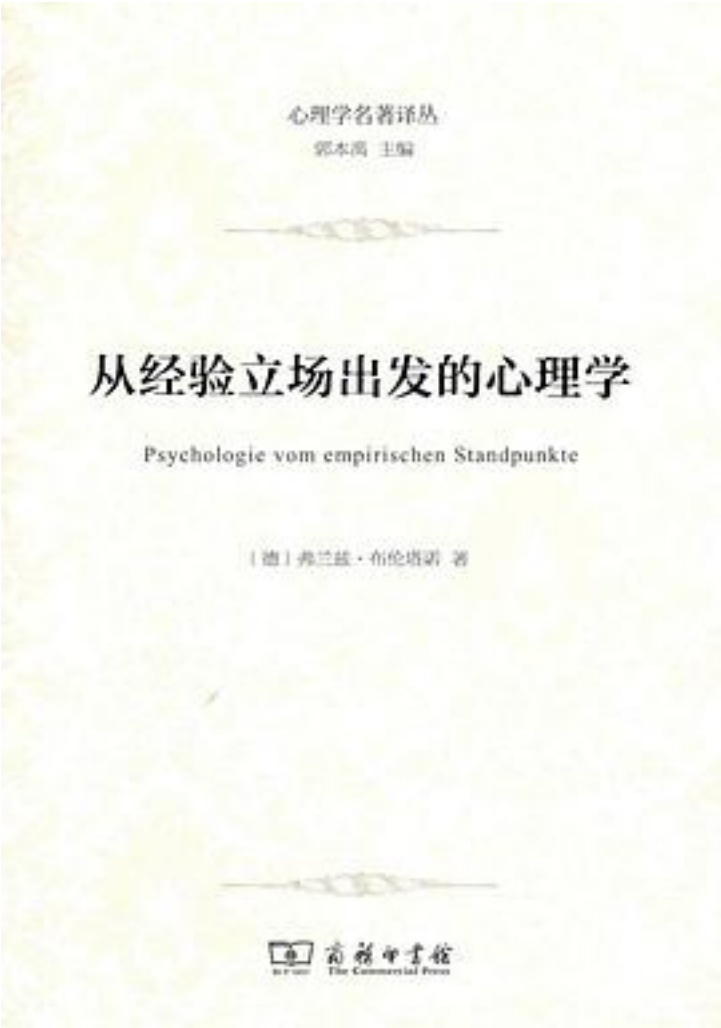 心理学名著译丛
郭本禹 主编
从经验立场出发的心理学
Psychologie vom empirischen Standpunkte
〔德〕弗兰兹·布伦塔诺 著
商务印书馆
The Commercial Press